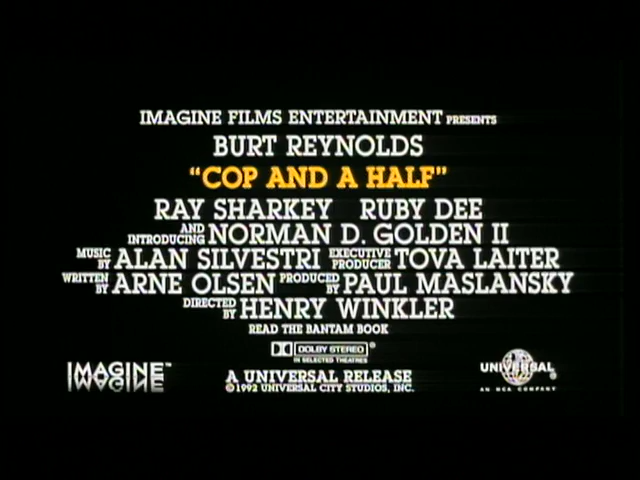 IMAGINE FILMS ENTERTAINMENT PRESENTS
BURT REYNOLDS
“COP AND A HALF”
RAY SHARKEY RUBY DEE
AND INTRODUCING NORMAN D. GOLDEN II
MUSIC BY ALAN SILVESTRI EXECUTIVE PRODUCER TOVA LAITER
WRITTEN BY ARNE OLSEN PRODUCED BY PAUL MASLANSKY
DIRECTED BY HENRY WINKLER
READ THE BANTAM BOOK
DOLBY STEREO ®
IN SELECTED THEATRES
IMAGINE™
A UNIVERSAL RELEASE
©1992 UNIVERSAL CITY STUDIOS, INC.
UNIVERSAL ®
AN MCA COMPANY